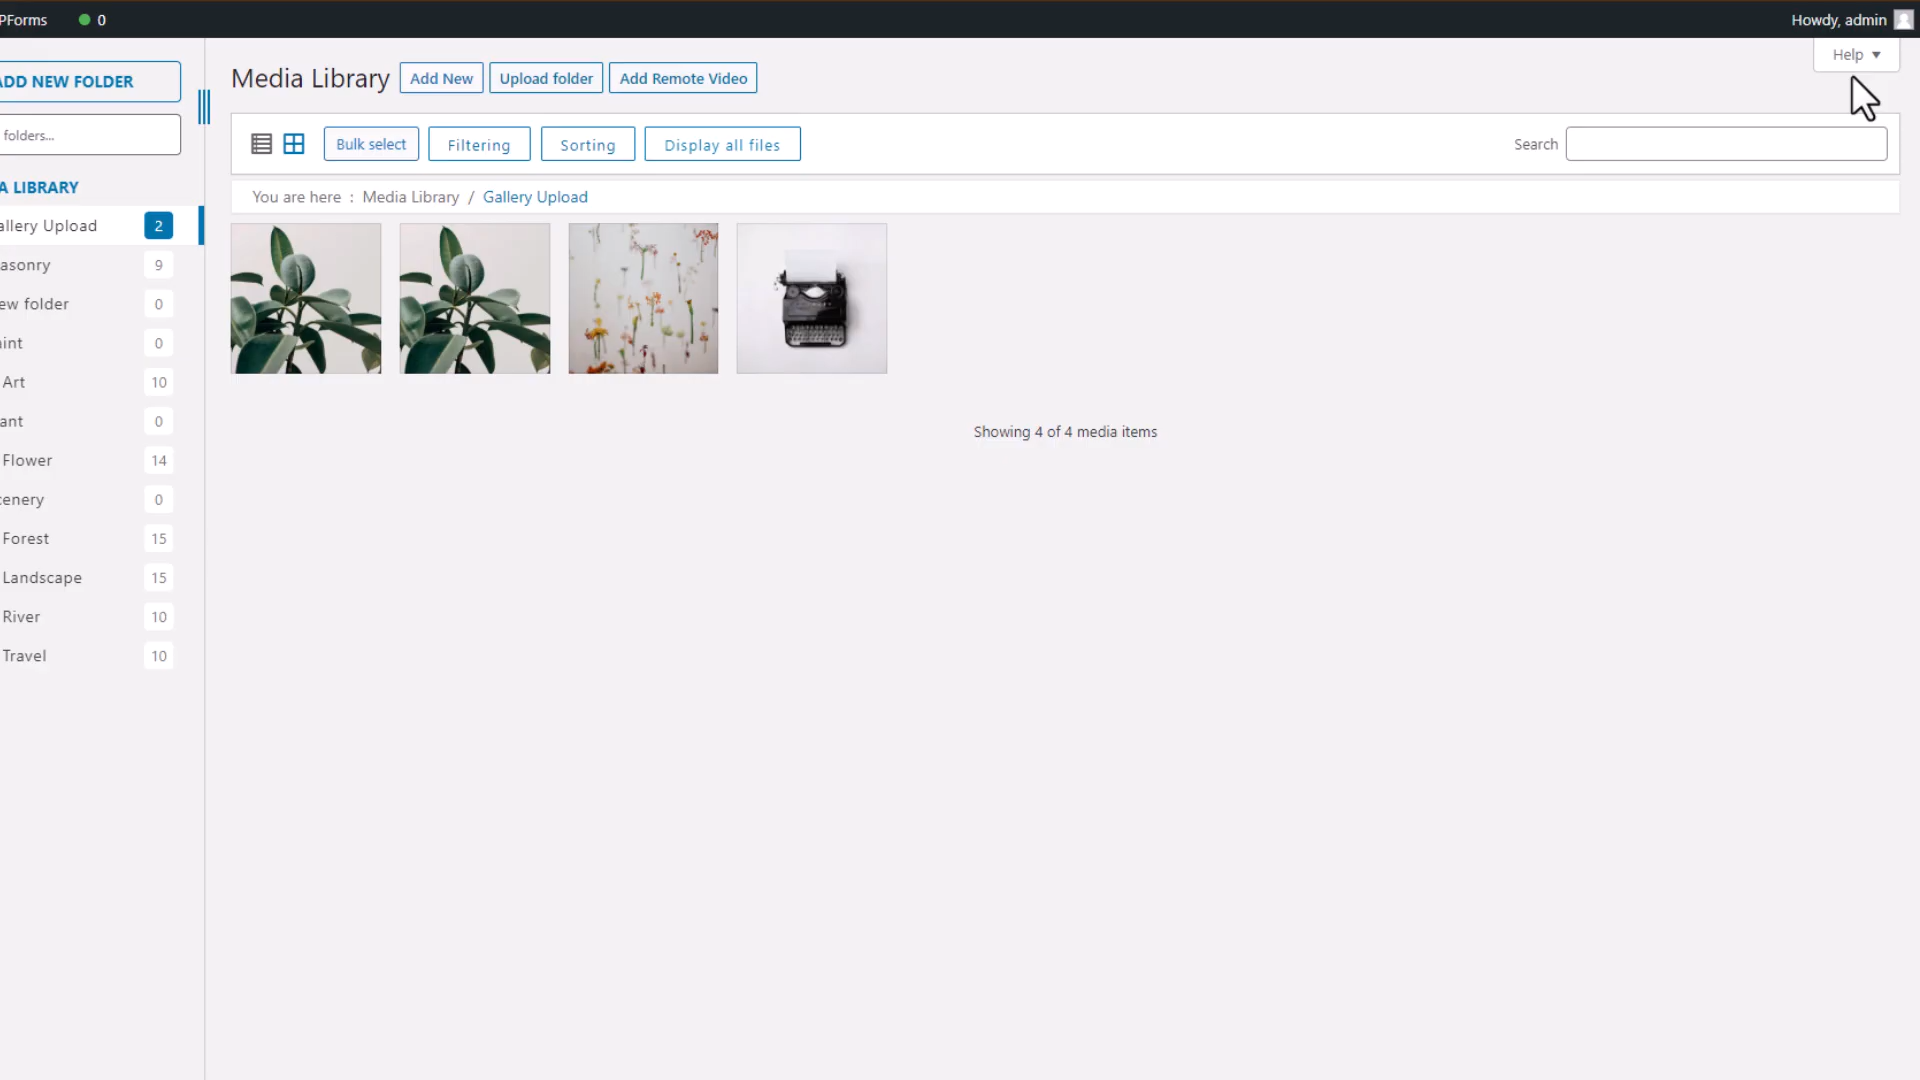 PForms 0 Howdy, admin
Help
ADD NEW FOLDER
Media Library Add New Upload folder Add Remote Video
folders...
Bulk select Filtering Sorting Display all files Search
A LIBRARY
You are here : Media Library / Gallery Upload
allery Upload 2
asonry 9
ew folder 0
aint 0
Art 10
ant 0
Flower 14
cenery 0
Forest 15
Landscape 15
River 10
Travel 10
Showing 4 of 4 media items